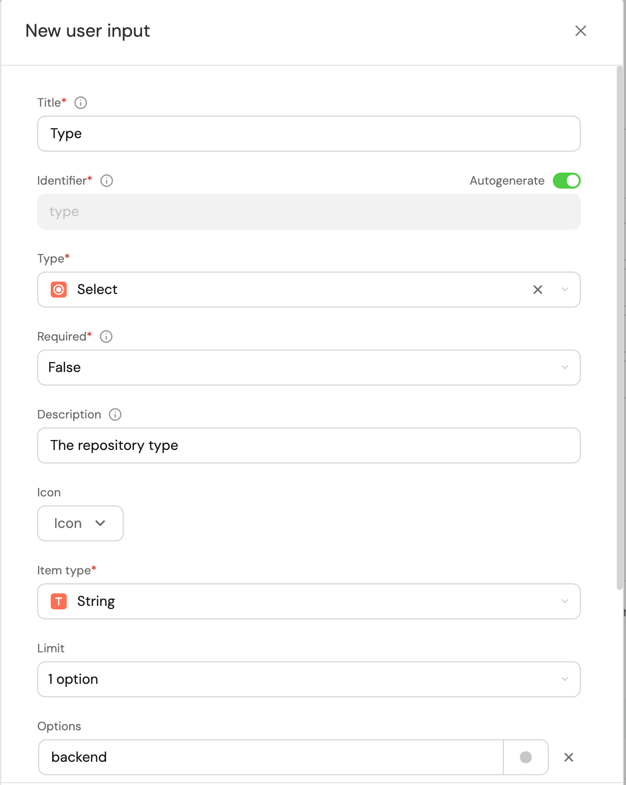 New user input
Title*
Type
Identifier*
Autogenerate
type
Type*
Select
Required*
False
Description
The repository type
Icon
Icon
Item type*
T String
Limit
1 option
Options
backend